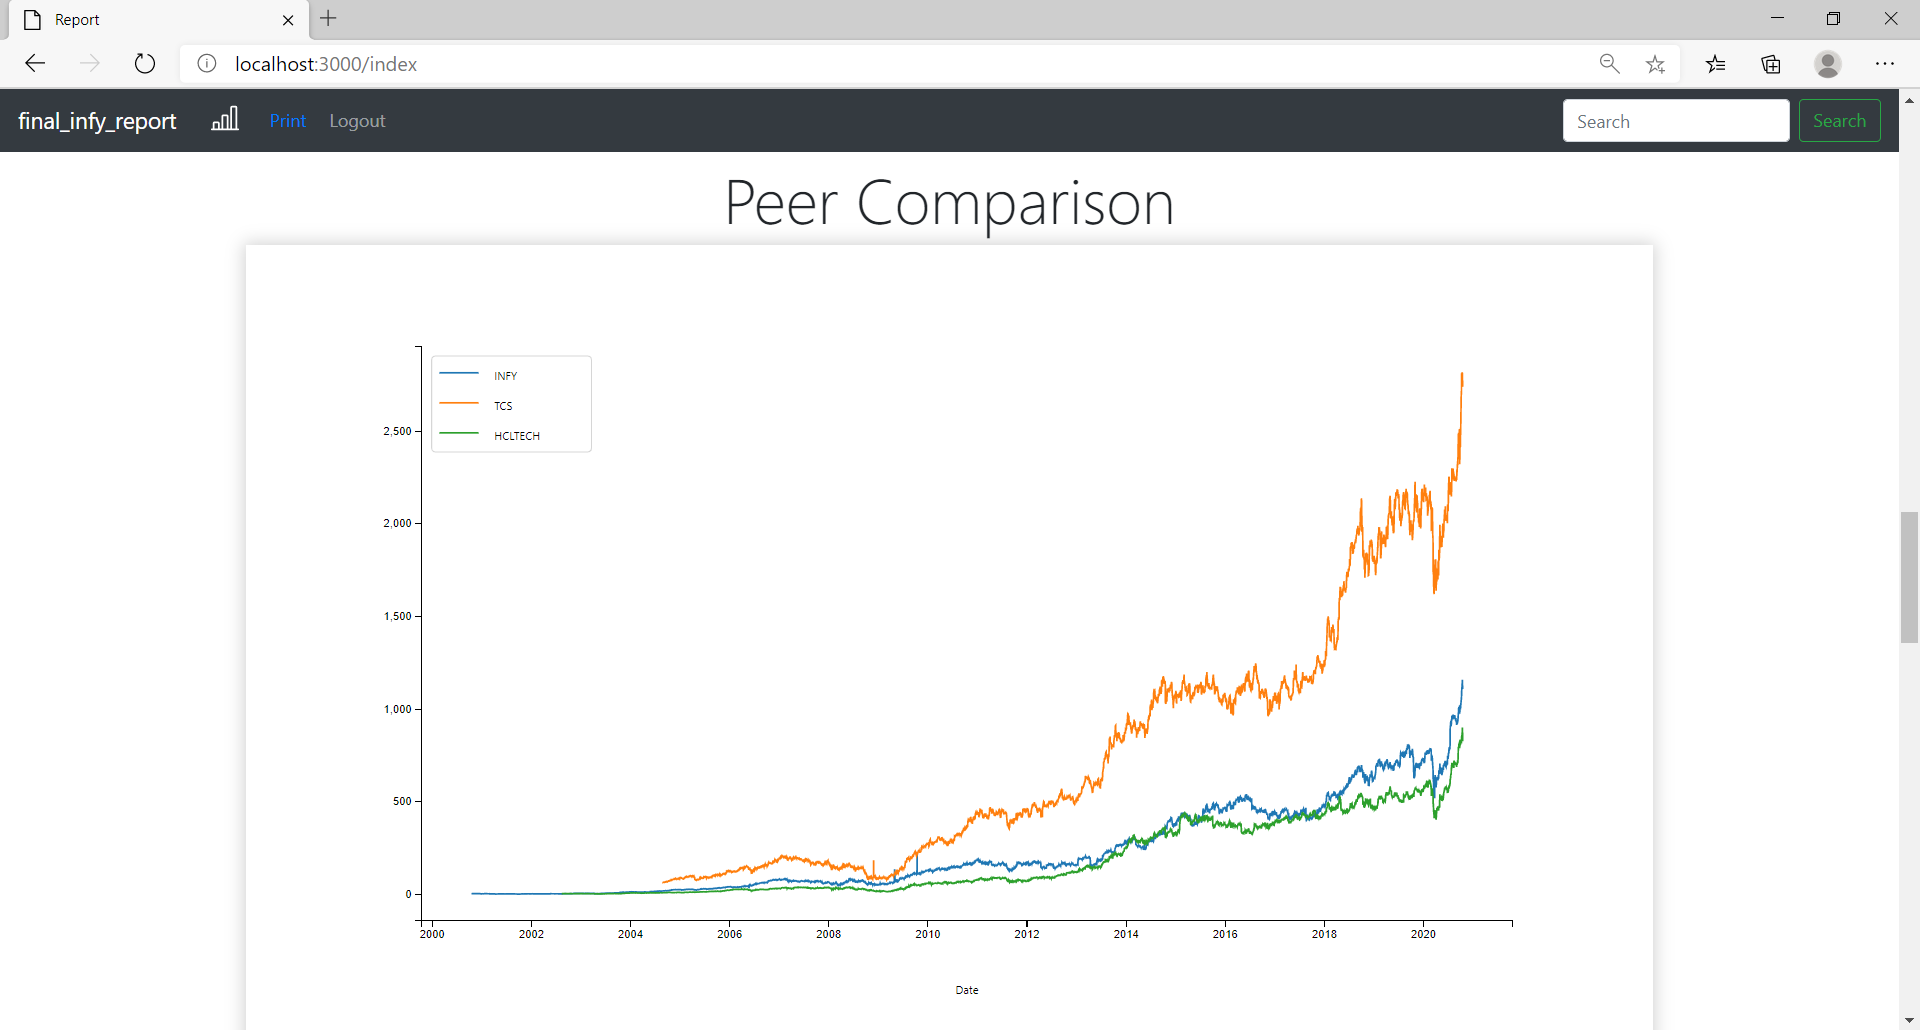 Report
localhost:3000/index
final_infy_report Print Logout Search Search
Peer Comparison
INFY
TCS
HCLTECH
2,500
2,000
1,500
1,000
500
0
2000 2002 2004 2006 2008 2010 2012 2014 2016 2018 2020
Date